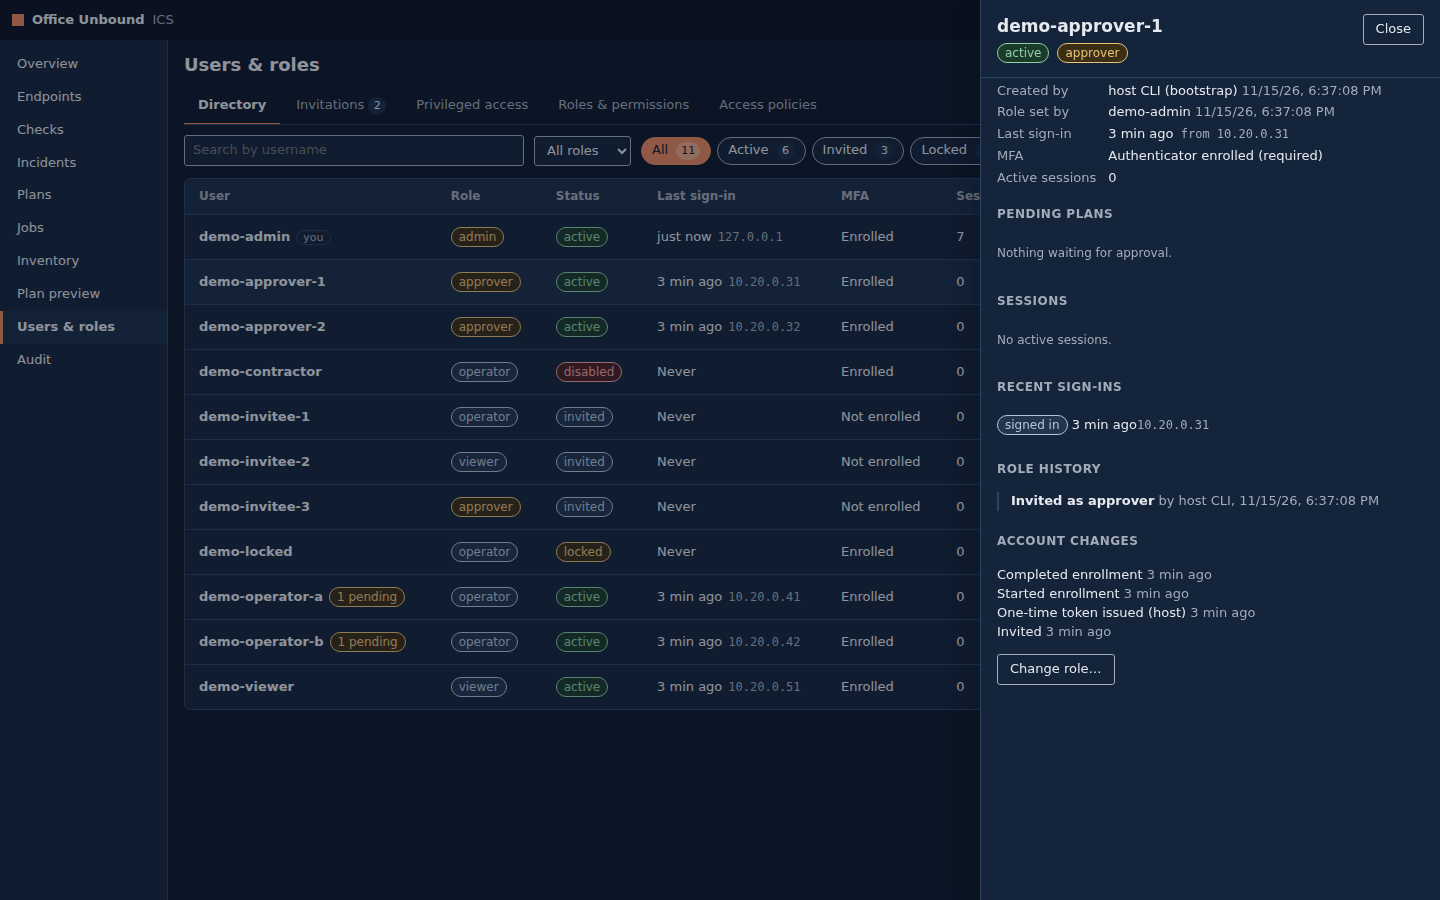 Office Unbound ICS
Overview
Endpoints
Checks
Incidents
Plans
Jobs
Inventory
Plan preview
Users & roles
Audit
Users & roles
Directory Invitations 2 Privileged access Roles & permissions Access policies
Search by username All roles All 11 Active 6 Invited 3 Locked
User Role Status Last sign-in MFA Ses
demo-admin you admin active just now 127.0.0.1 Enrolled 7
demo-approver-1 approver active 3 min ago 10.20.0.31 Enrolled 0
demo-approver-2 approver active 3 min ago 10.20.0.32 Enrolled 0
demo-contractor operator disabled Never Enrolled 0
demo-invitee-1 operator invited Never Not enrolled 0
demo-invitee-2 viewer invited Never Not enrolled 0
demo-invitee-3 approver invited Never Not enrolled 0
demo-locked operator locked Never Enrolled 0
demo-operator-a 1 pending operator active 3 min ago 10.20.0.41 Enrolled 0
demo-operator-b 1 pending operator active 3 min ago 10.20.0.42 Enrolled 0
demo-viewer viewer active 3 min ago 10.20.0.51 Enrolled 0
demo-approver-1 Close
active approver
Created by host CLI (bootstrap) 11/15/26, 6:37:08 PM
Role set by demo-admin 11/15/26, 6:37:08 PM
Last sign-in 3 min ago from 10.20.0.31
MFA Authenticator enrolled (required)
Active sessions 0
PENDING PLANS
Nothing waiting for approval.
SESSIONS
No active sessions.
RECENT SIGN-INS
signed in 3 min ago10.20.0.31
ROLE HISTORY
Invited as approver by host CLI, 11/15/26, 6:37:08 PM
ACCOUNT CHANGES
Completed enrollment 3 min ago
Started enrollment 3 min ago
One-time token issued (host) 3 min ago
Invited 3 min ago
Change role…